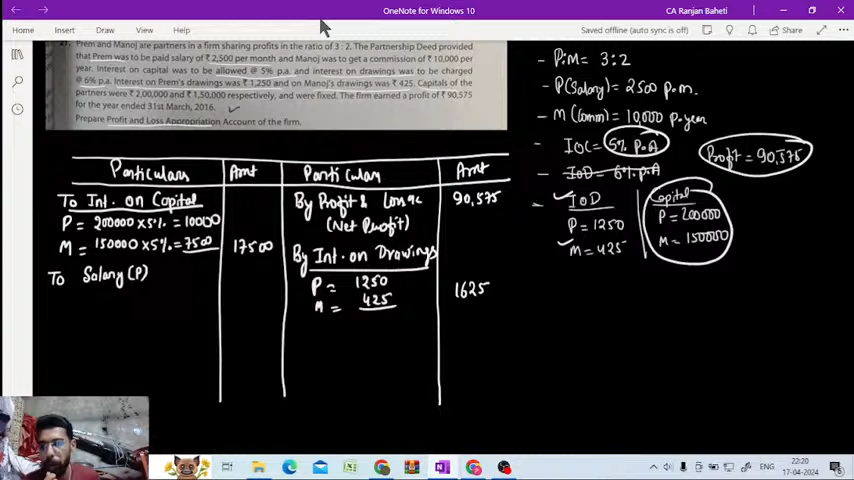 OneNote for Windows 10
CA Ranjan Baheti
Home Insert Draw View Help
Saved offline (auto sync is off)
Share
21. Prem and Manoj are partners in a firm sharing profits in the ratio of 3 : 2. The Partnership Deed provided
that Prem was to be paid salary of ₹ 2,500 per month and Manoj was to get a commission of ₹ 10,000 per
year. Interest on capital was to be allowed @ 5% p.a. and interest on drawings was to be charged
@ 6% p.a. Interest on Prem's drawings was ₹ 1,250 and on Manoj's drawings was ₹ 425. Capitals of the
partners were ₹ 2,00,000 and ₹ 1,50,000 respectively, and were fixed. The firm earned a profit of ₹ 90,575
for the year ended 31st March, 2016.
Prepare Profit and Loss Appropriation Account of the firm.
Particulars Amt Particulars Amt
To Int. on Capital
P = 200000 x 5% = 10000
M = 150000 x 5% = 7500 17500
To Salary (P)
By Profit & Loss a/c 90,575
(Net Profit)
By Int. on Drawings
P = 1250
M = 425 1625
- P:M = 3:2
- P(Salary) = 2500 p.m.
- M(Comm) = 10,000 p.year
- IOC = 5% P.A
Profit = 90,575
- IOD = 6% p.A
- IOD
P = 1250
M = 425
Capital
P = 200000
M = 150000
ENG
22:20
17-04-2024